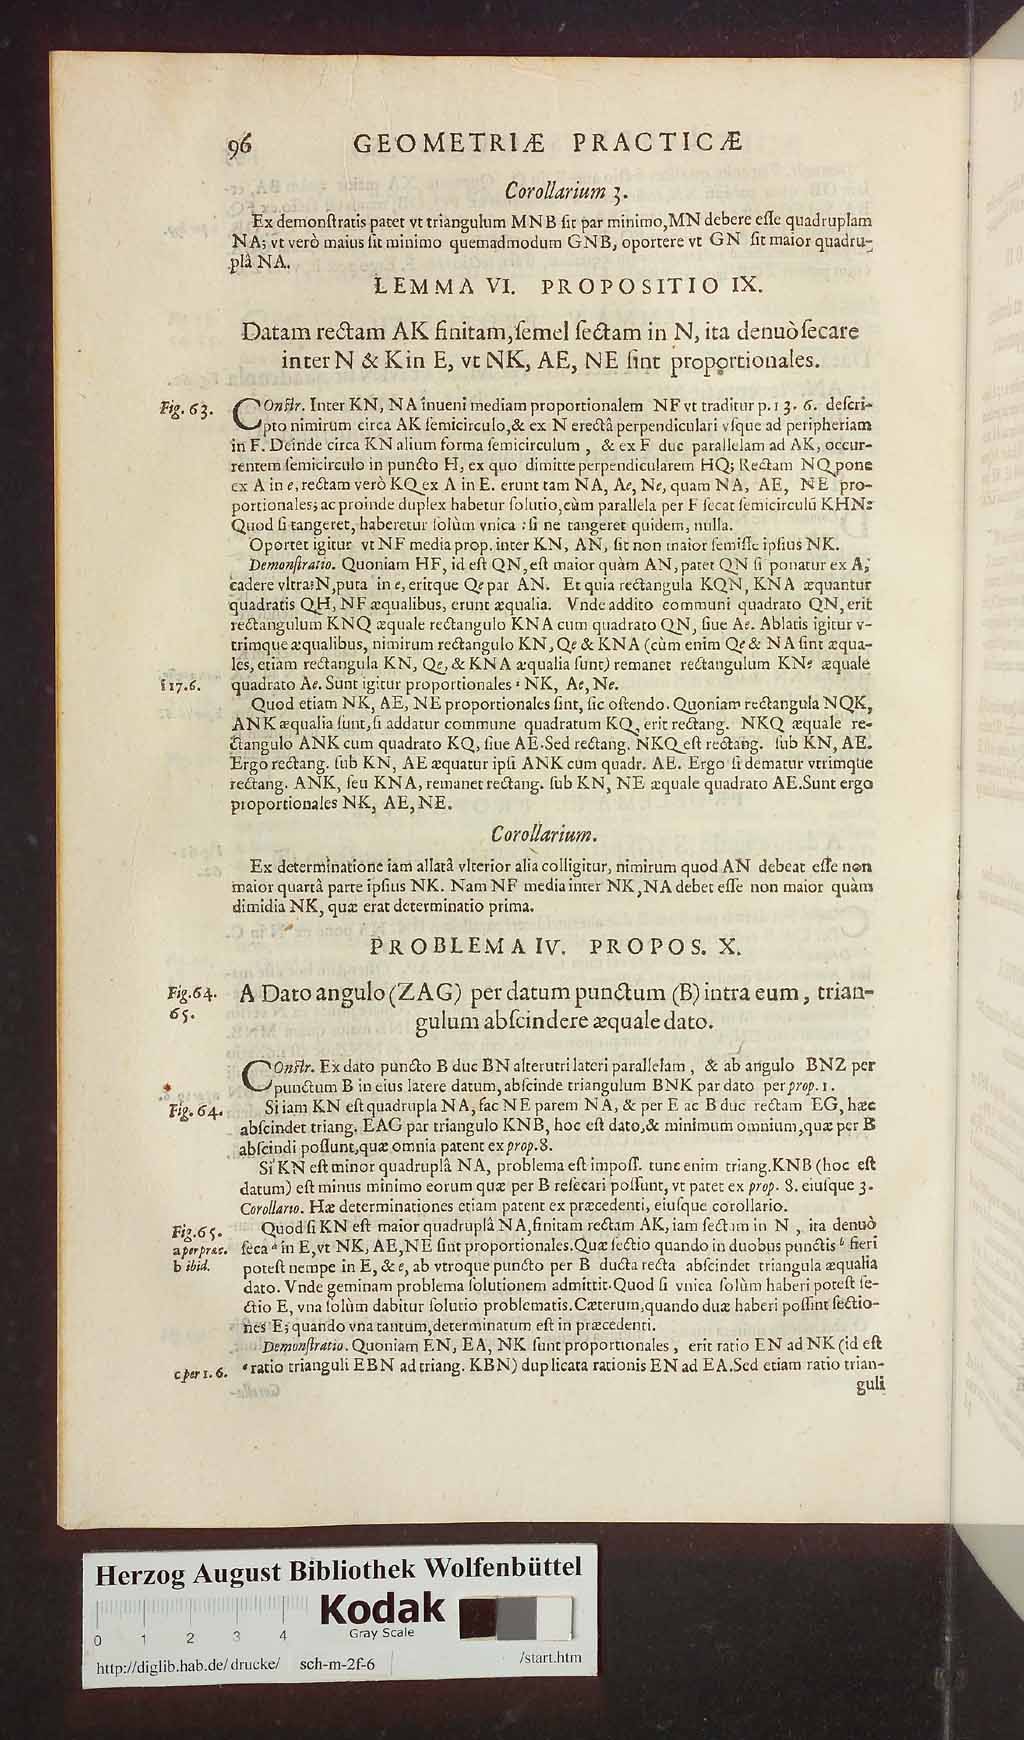 96 GEOMETRIÆ PRACTICÆ
Corollarium 3.
Ex demonſtratis patet vt triangulum MNB ſit par minimo, MN debere eſſe quadruplam
NA; vt verò maius ſit minimo quemadmodum GNB, oportere vt GN ſit maior quadru-
plâ NA.
LEMMA VI. PROPOSITIO IX.
Datam rectam AK finitam, ſemel ſectam in N, ita denuò ſecare
inter N & K in E, vt NK, AE, NE ſint proportionales.
Fig. 63. COnſtr. Inter KN, NA inueni mediam proportionalem NF vt traditur p. 13. 6. deſcri-
pto nimirum circa AK ſemicirculo, & ex N erectâ perpendiculari vſque ad peripheriam
in F. Deinde circa KN alium forma ſemicirculum, & ex F duc parallelam ad AK, occur-
rentem ſemicirculo in puncto H, ex quo dimitte perpendicularem HQ; Rectam NQ pone
ex A in e, rectam verò KQ ex A in E. erunt tam NA, Ae, Ne, quam NA, AE, NE pro-
portionales; ac proinde duplex habetur ſolutio, cùm parallela per F ſecat ſemicirculũ KHN:
Quod ſi tangeret, haberetur ſolùm vnica : ſi ne tangeret quidem, nulla.
Oportet igitur vt NF media prop. inter KN, AN, ſit non maior ſemiſſe ipſius NK.
Demonſtratio. Quoniam HF, id eſt QN, eſt maior quàm AN, patet QN ſi ponatur ex A,
cadere vltra N, puta in e, eritque Qe par AN. Et quia rectangula KQN, KNA æquantur
quadratis QH, NF æqualibus, erunt æqualia. Vnde addito communi quadrato QN, erit
rectangulum KNQ æquale rectangulo KNA cum quadrato QN, ſiue Ae. Ablatis igitur v-
trimque æqualibus, nimirum rectangulo KN, Qe & KNA (cùm enim Qe & NA ſint æqua-
les, etiam rectangula KN, Qe, & KNA æqualia ſunt) remanet rectangulum KNe æquale
f 17. 6. quadrato Ae. Sunt igitur proportionales f NK, Ae, Ne.
Quod etiam NK, AE, NE proportionales ſint, ſic oſtendo. Quoniam rectangula NQK,
ANK æqualia ſunt, ſi addatur commune quadratum KQ, erit rectang. NKQ æquale re-
ctangulo ANK cum quadrato KQ, ſiue AE. Sed rectang. NKQ eſt rectang. ſub KN, AE.
Ergo rectang. ſub KN, AE æquatur ipſi ANK cum quadr. AE. Ergo ſi dematur vtrimque
rectang. ANK, ſeu KNA, remanet rectang. ſub KN, NE æquale quadrato AE. Sunt ergo
proportionales NK, AE, NE.
Corollarium.
Ex determinatione iam allatâ vlterior alia colligitur, nimirum quod AN debeat eſſe non
maior quartâ parte ipſius NK. Nam NF media inter NK, NA debet eſſe non maior quàm
dimidia NK, quæ erat determinatio prima.
PROBLEMA IV. PROPOS. X.
Fig. 64. A Dato angulo (ZAG) per datum punctum (B) intra eum, trian-
65. gulum abſcindere æquale dato.
COnſtr. Ex dato puncto B duc BN alterutri lateri parallelam, & ab angulo BNZ per
punctum B in eius latere datum, abſcinde triangulum BNK par dato per prop. 1.
Fig. 64. Si iam KN eſt quadrupla NA, fac NE parem NA, & per E ac B duc rectam EG, hæc
abſcindet triang. EAG par triangulo KNB, hoc eſt dato, & minimum omnium, quæ per B
abſcindi poſſunt, quæ omnia patent ex prop. 8.
Si KN eſt minor quadruplâ NA, problema eſt impoſſ. tunc enim triang. KNB (hoc eſt
datum) eſt minus minimo eorum quæ per B reſecari poſſunt, vt patet ex prop. 8. eiuſque 3.
Corollario. Hæ determinationes etiam patent ex præcedenti, eiuſque corollario.
Fig. 65. Quod ſi KN eſt maior quadruplâ NA, finitam rectam AK, iam ſectam in N, ita denuò
a per præc. ſeca a in E, vt NK, AE, NE ſint proportionales. Quæ ſectio quando in duobus punctis b fieri
b ibid. poteſt nempe in E, & e, ab vtroque puncto per B ducta recta abſcindet triangula æqualia
dato. Vnde geminam problema ſolutionem admittit. Quod ſi vnica ſolùm haberi poteſt ſe-
ctio E, vna ſolùm dabitur ſolutio problematis. Cæterum, quando duæ haberi poſſint ſectio-
nes E; quando vna tantum, determinatum eſt in præcedenti.
Demonſtratio. Quoniam EN, EA, NK ſunt proportionales, erit ratio EN ad NK (id eſt
c per 1. 6. c ratio trianguli EBN ad triang. KBN) duplicata rationis EN ad EA. Sed etiam ratio trian-
guli
Herzog August Bibliothek Wolfenbüttel
Kodak
Gray Scale
0 1 2 3 4
http://diglib.hab.de/drucke/ sch-m-2f-6 /start.htm